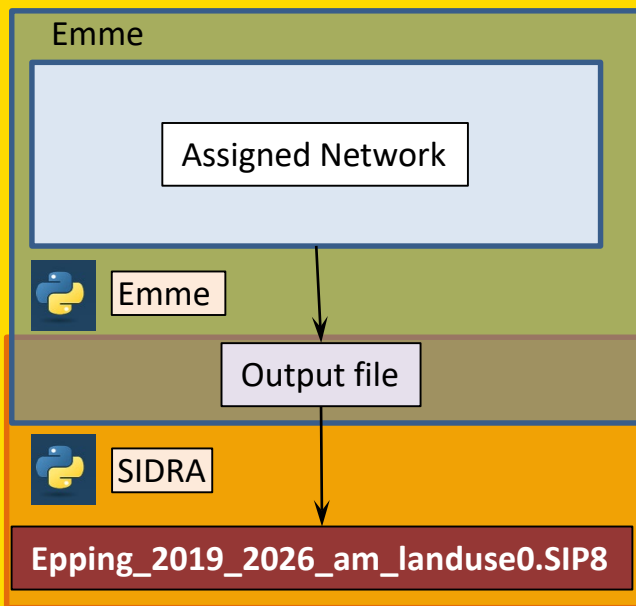 Emme
Assigned Network
Emme
Output file
SIDRA
Epping_2019_2026_am_landuse0.SIP8